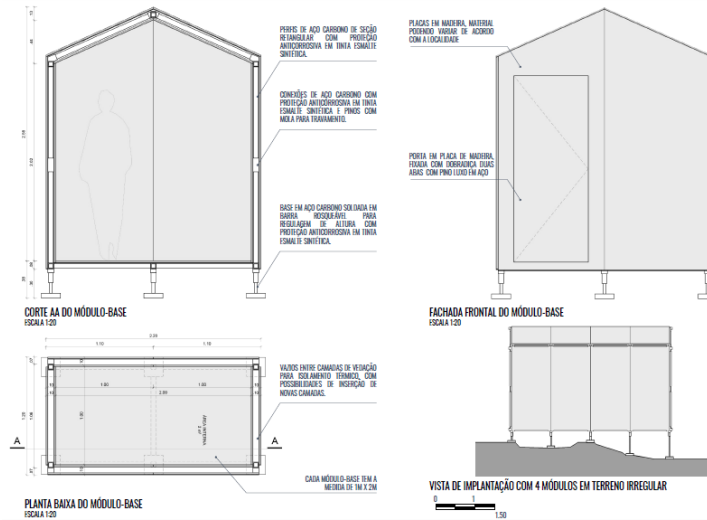 PERFIS DE AÇO CARBONO DE SEÇÃO
RETANGULAR COM PROTEÇÃO
ANTICORROSIVA EM TINTA ESMALTE
SINTÉTICA.
CONEXÕES DE AÇO CARBONO COM
PROTEÇÃO ANTICORROSIVA EM TINTA
ESMALTE SINTÉTICA E PINOS COM
MOLA PARA TRAVAMENTO.
BASE EM AÇO CARBONO SOLDADA EM
BARRA ROSQUEÁVEL PARA
REGULAGEM DE ALTURA COM
PROTEÇÃO ANTICORROSIVA EM TINTA
ESMALTE SINTÉTICA.
CORTE AA DO MÓDULO-BASE
ESCALA 1:20
PLACAS EM MADEIRA, MATERIAL
PODENDO VARIAR DE ACORDO
COM A LOCALIDADE
PORTA EM PLACA DE MADEIRA,
FIXADA COM DOBRADIÇA DUAS
ABAS COM PINO LUXO EM AÇO
FACHADA FRONTAL DO MÓDULO-BASE
ESCALA 1:20
1.10
1.10
VAZIOS ENTRE CAMADAS DE VEDAÇÃO
PARA ISOLAMENTO TÉRMICO, COM
POSSIBILIDADES DE INSERÇÃO DE
NOVAS CAMADAS.
A
A
CADA MÓDULO-BASE TEM A
MEDIDA DE 1M X 2M
PLANTA BAIXA DO MÓDULO-BASE
ESCALA 1:20
VISTA DE IMPLANTAÇÃO COM 4 MÓDULOS EM TERRENO IRREGULAR
0 1
1.50